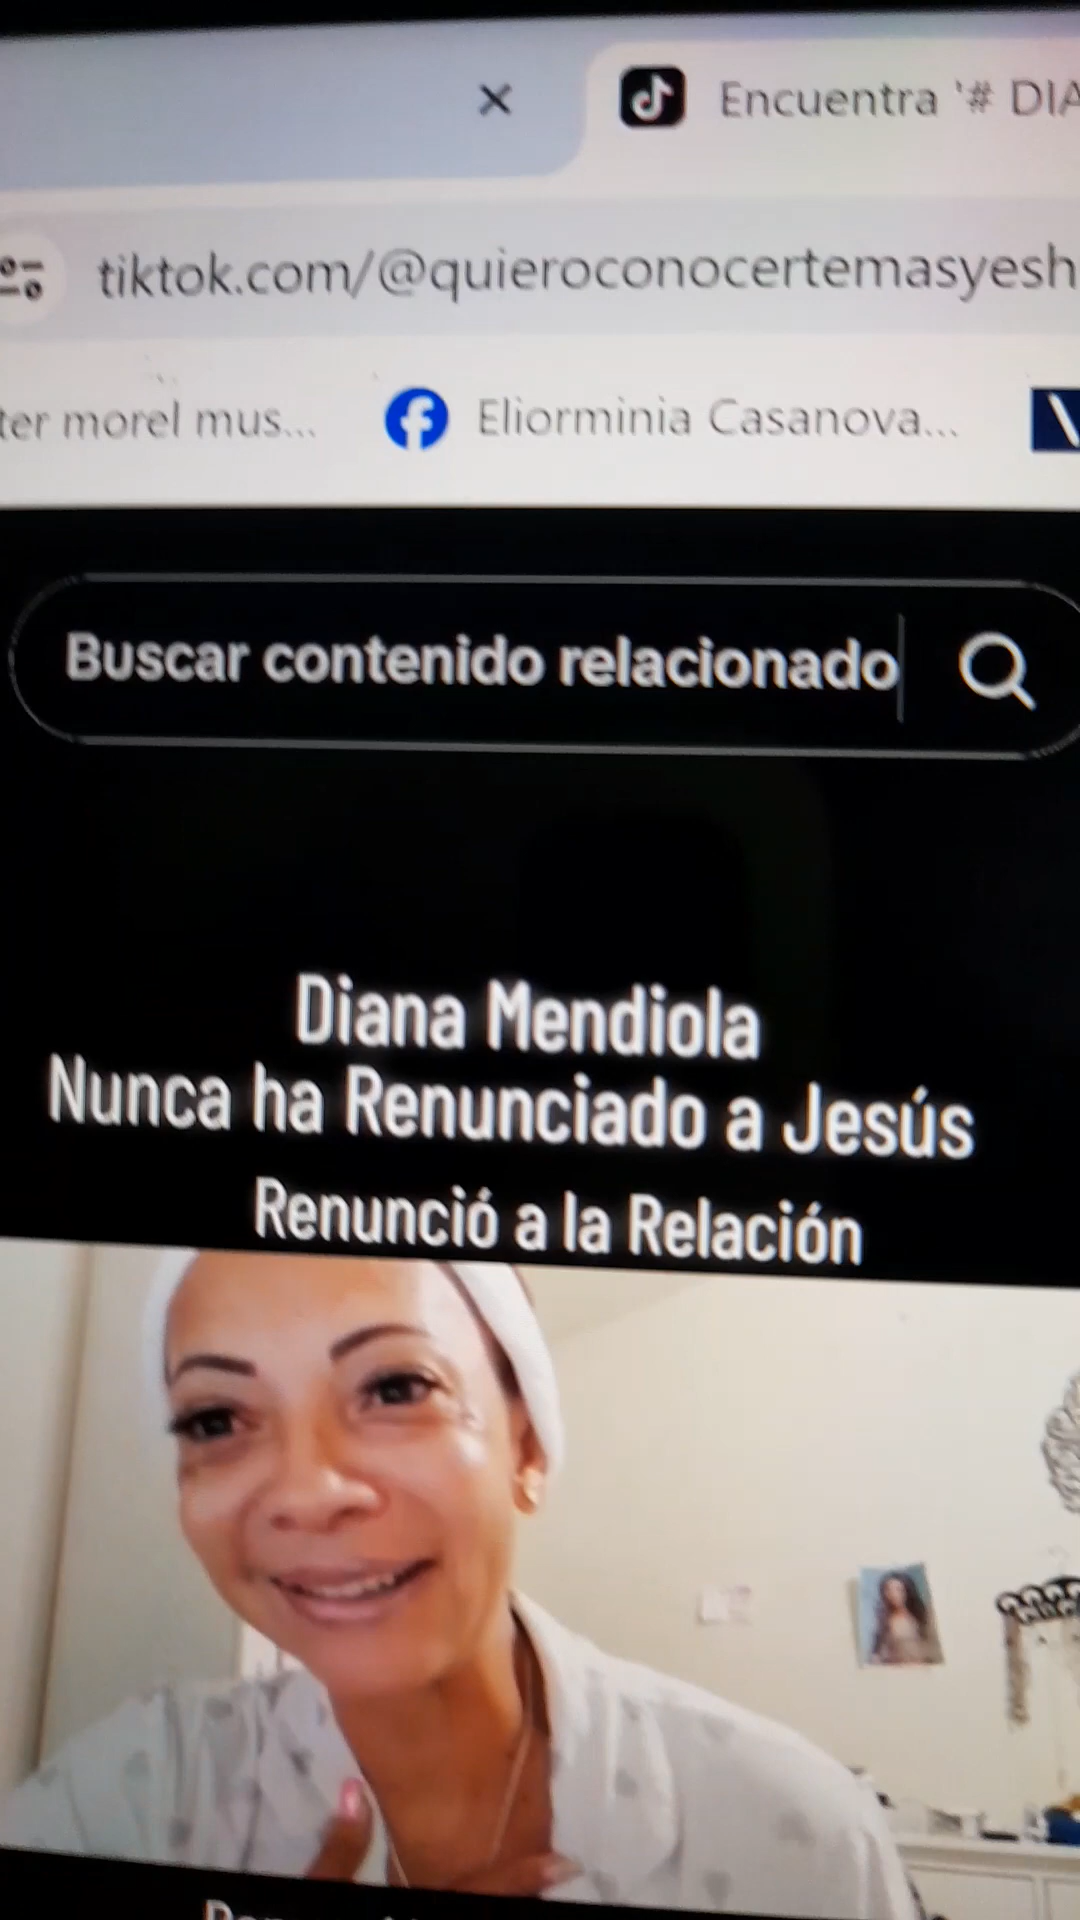 Encuentra '# DIA
tiktok.com/@quieroconocertemasyesh
ter morel mus...
Eliorminia Casanova...
Buscar contenido relacionado
Diana Mendiola
Nunca ha Renunciado a Jesús
Renunció a la Relación